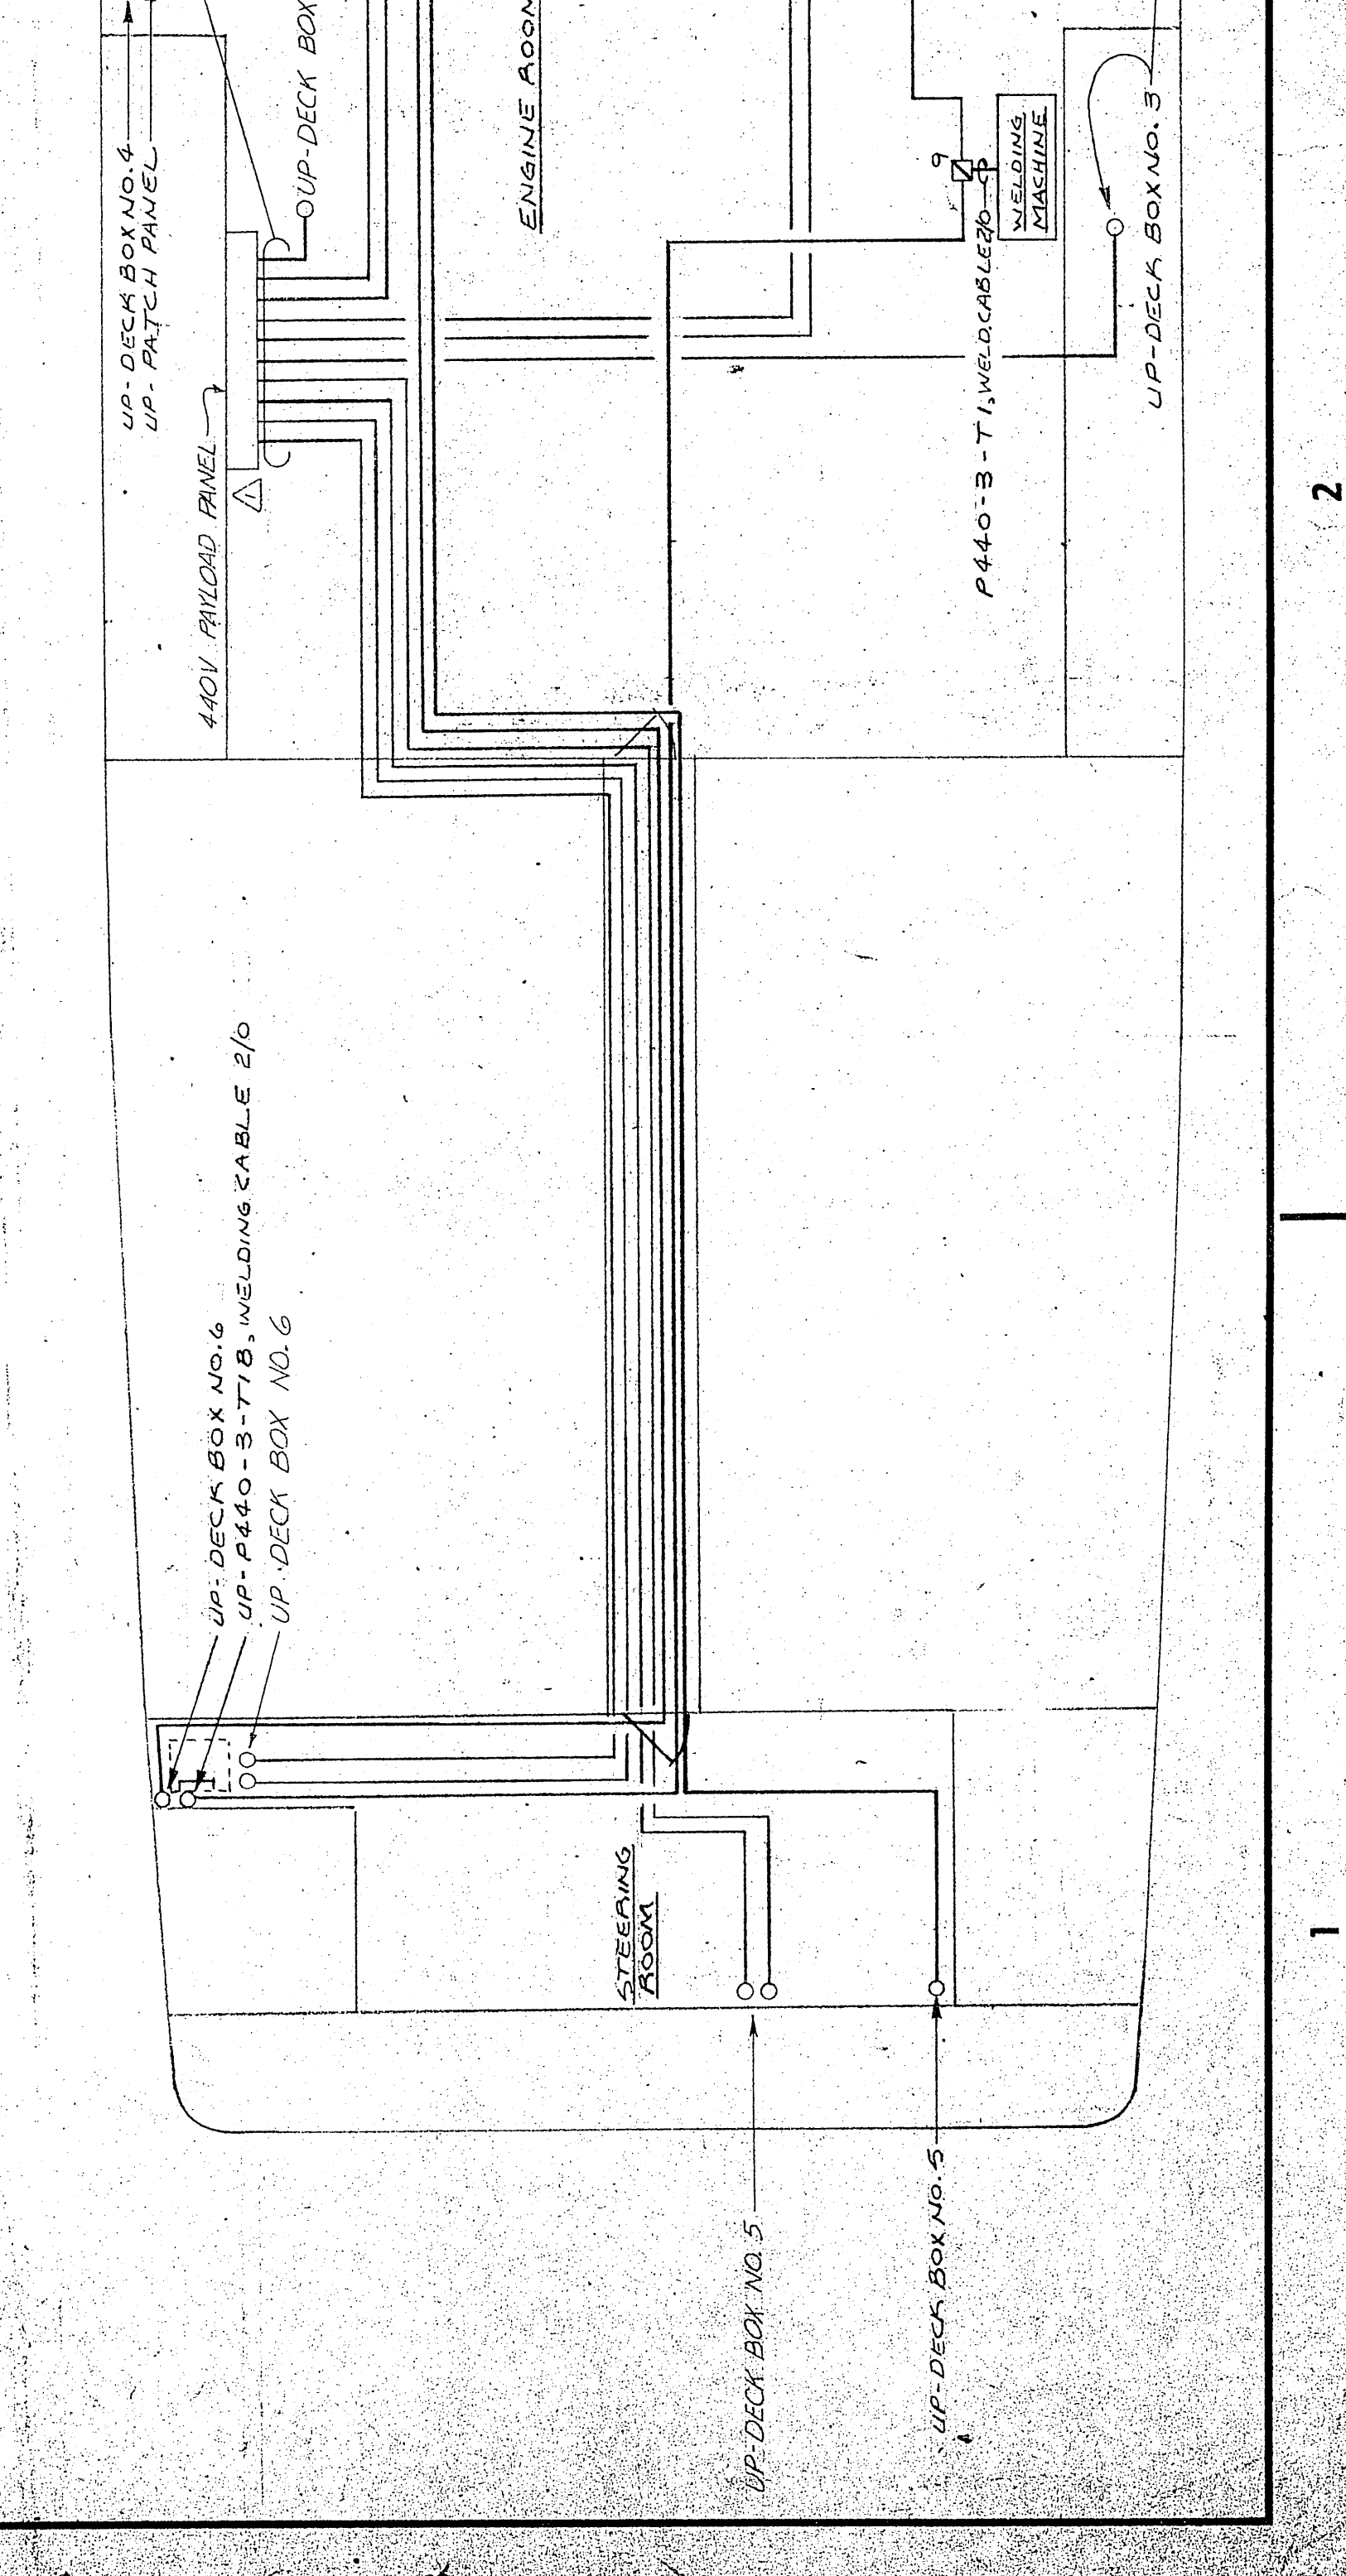 UP-DECK BOX NO.4
UP-PATCH PANEL
UP-DECK BOX
ENGINE ROOM
440V PAYLOAD PANEL
1
9
WELDING
MACHINE
P440-3-T1, WELD. CABLE 2/0
UP-DECK BOX NO.3
2
UP-DECK BOX NO.6
UP-P440-3-T1B, WELDING CABLE 2/0
UP-DECK BOX NO.6
STEERING
ROOM
UP-DECK BOX NO.5
UP-DECK BOX NO.5
1